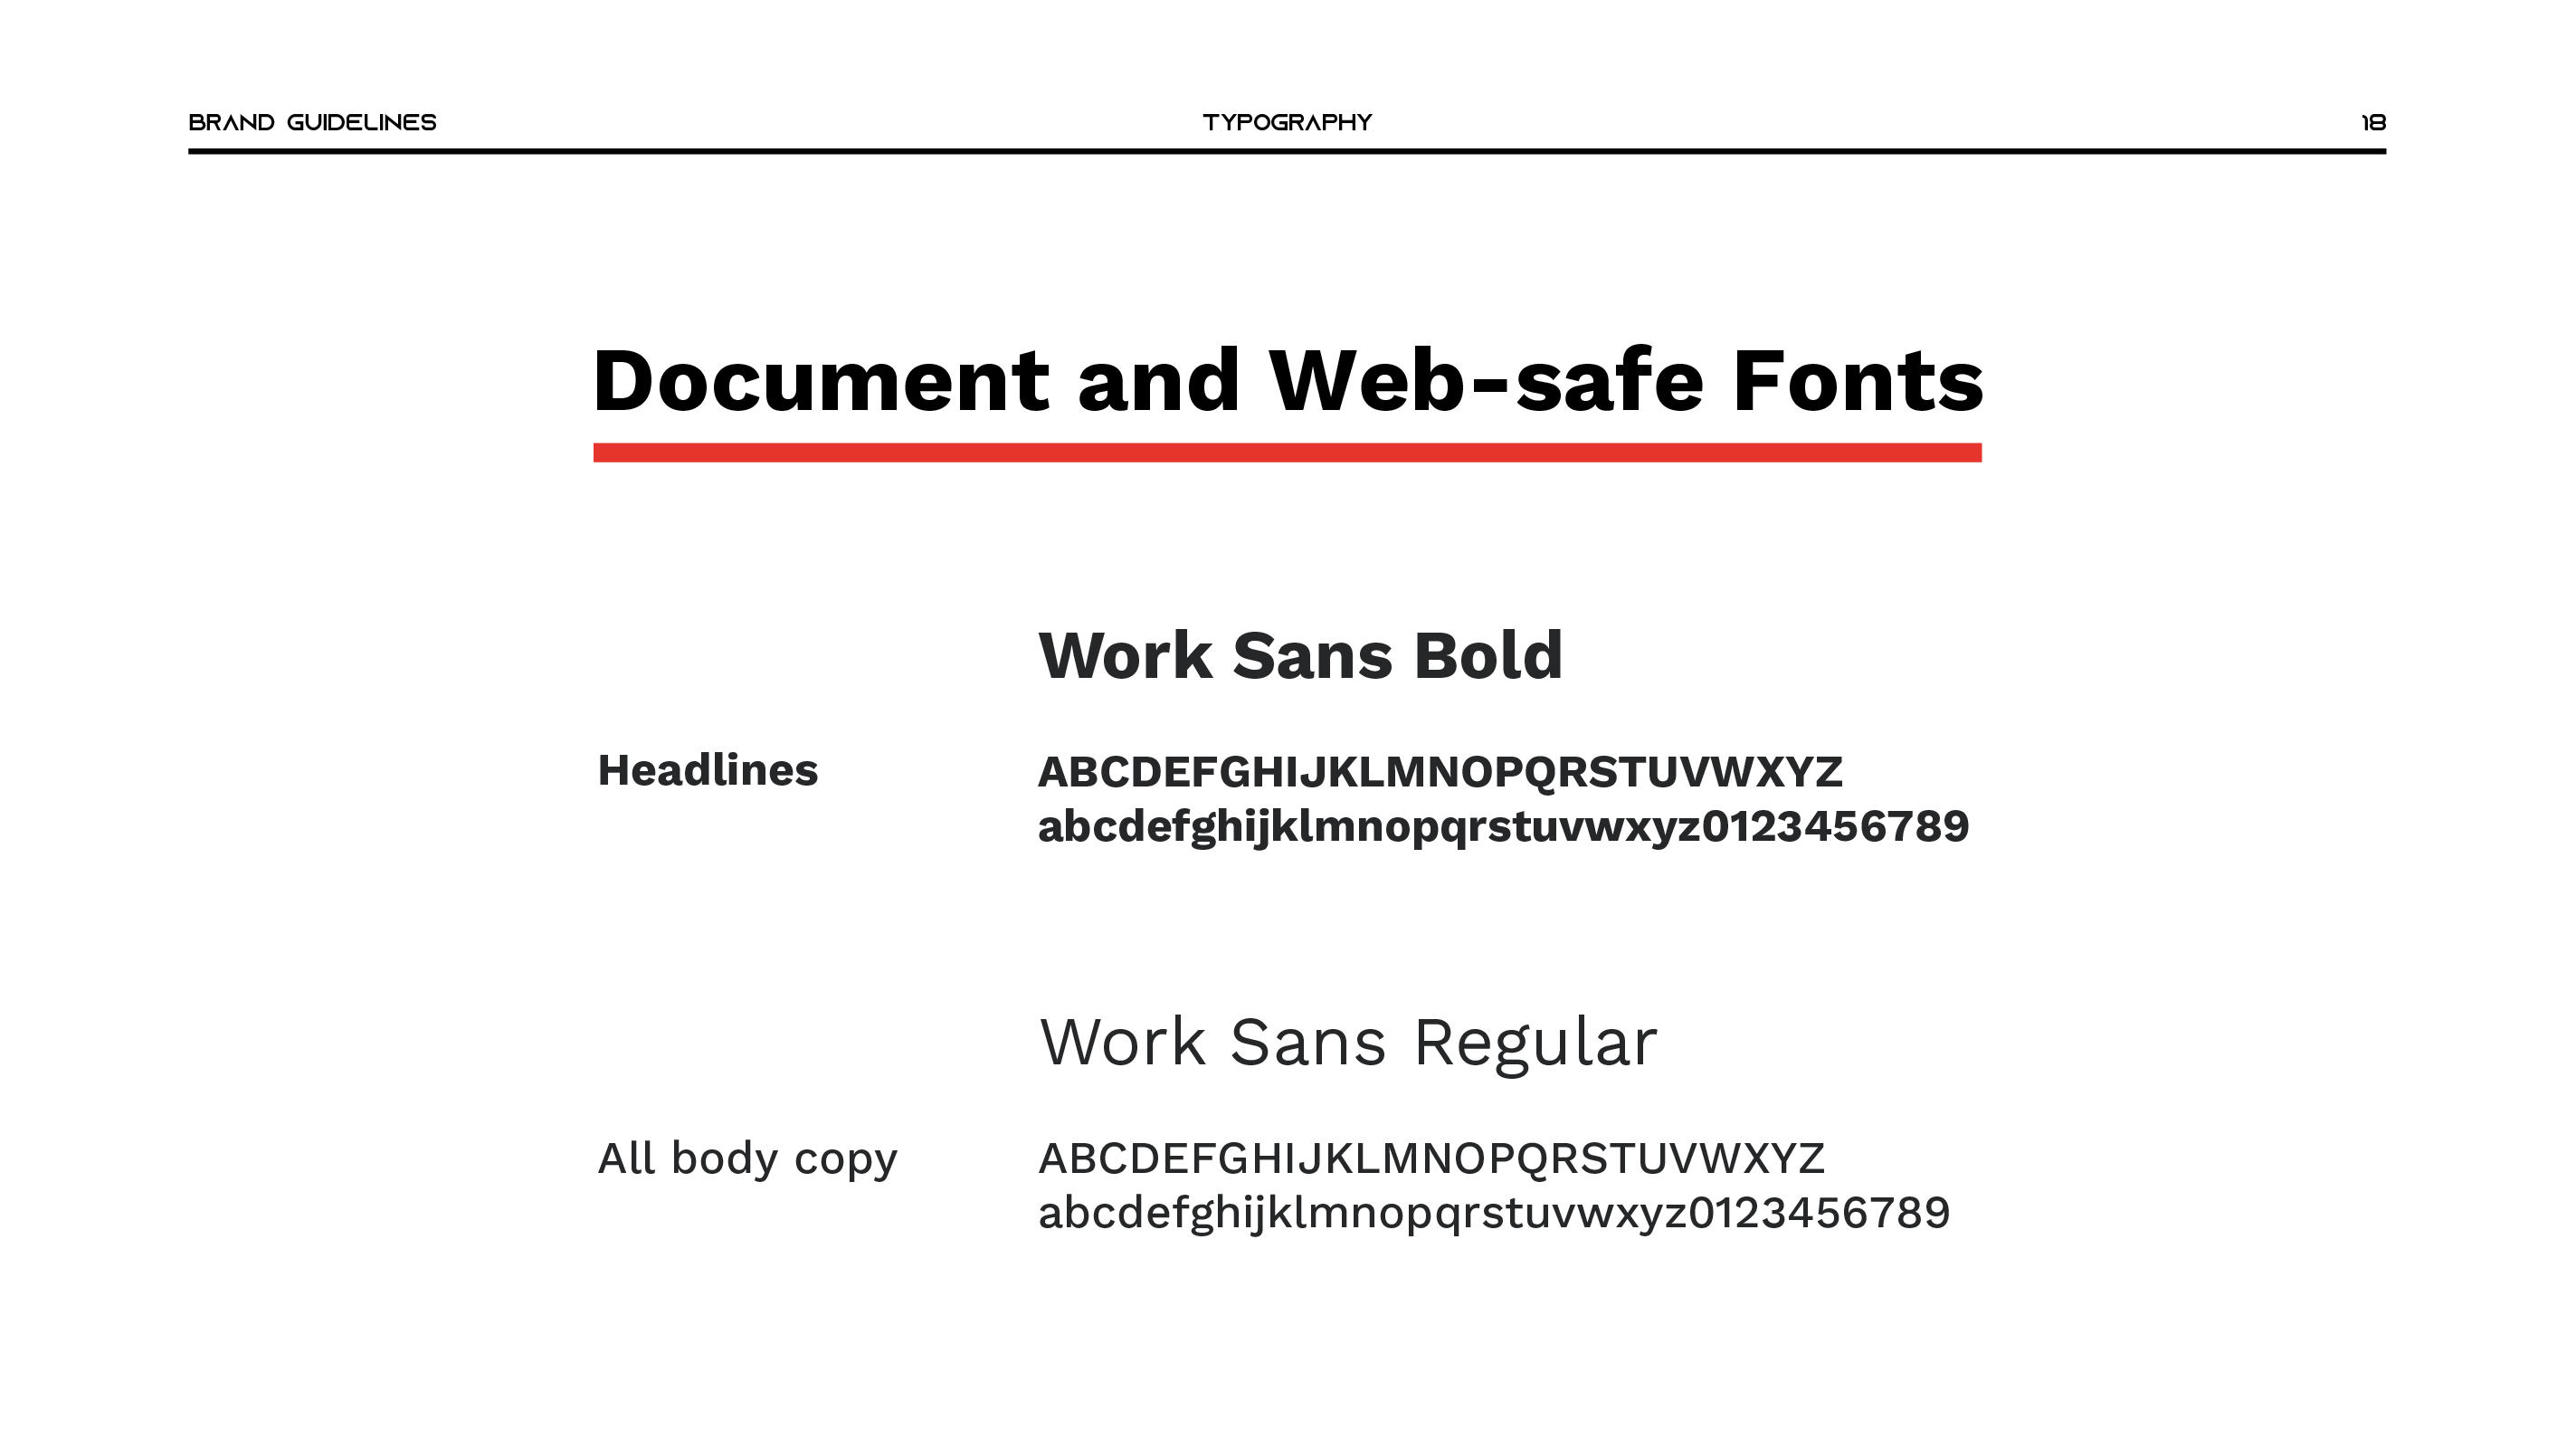 BRAND GUIDELINES
TYPOGRAPHY
18
Document and Web-safe Fonts
Work Sans Bold
Headlines
ABCDEFGHIJKLMNOPQRSTUVWXYZ
abcdefghijklmnopqrstuvwxyz0123456789
Work Sans Regular
All body copy
ABCDEFGHIJKLMNOPQRSTUVWXYZ
abcdefghijklmnopqrstuvwxyz0123456789